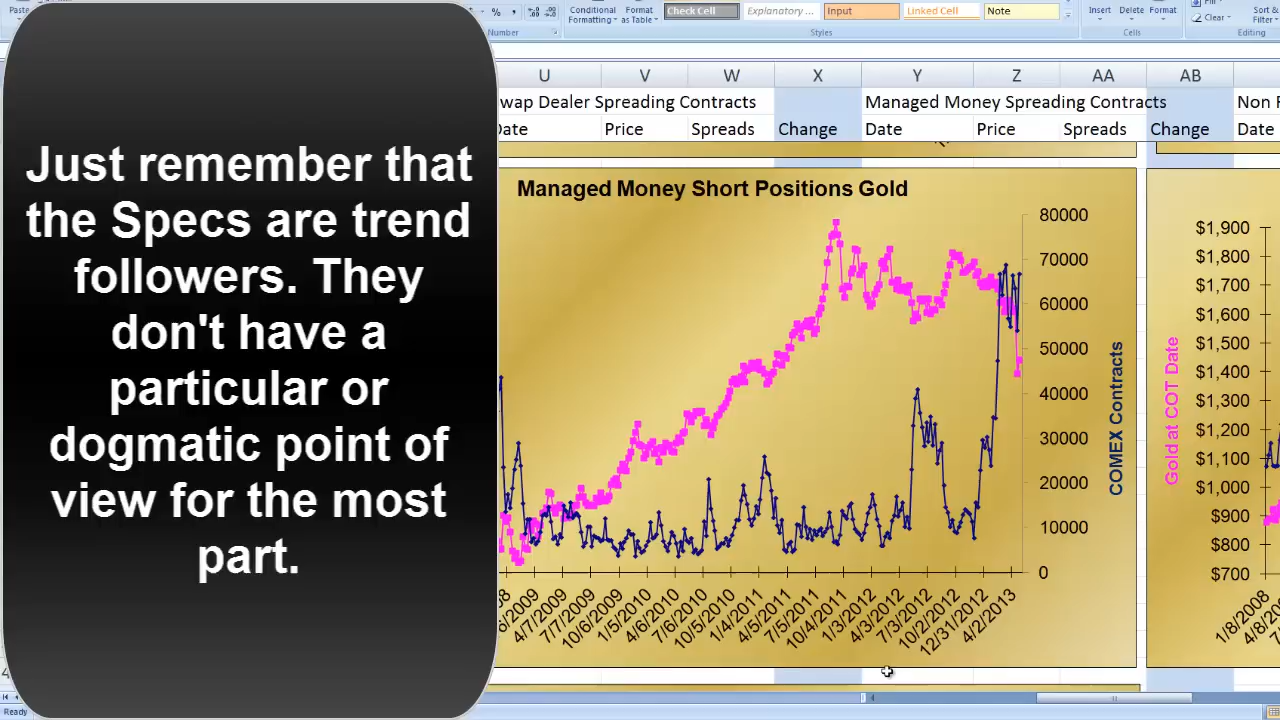 Paste
%
,
Conditional
Formatting
Format
as Table
Check Cell
Explanatory ...
Input
Linked Cell
Note
Insert
Delete
Format
Fill
Clear
Sort &
Filter
Number
Styles
Cells
Editing
U V W X Y Z AA AB
wap Dealer Spreading Contracts
Managed Money Spreading Contracts
Non
Date Price Spreads Change Date Price Spreads Change Date
Just remember that
the Specs are trend
followers. They
don't have a
particular or
dogmatic point of
view for the most
part.
Managed Money Short Positions Gold
80000
70000
60000
50000
40000
30000
20000
10000
0
COMEX Contracts
4/7/2009
7/7/2009
10/6/2009
1/5/2010
4/6/2010
7/6/2010
10/5/2010
1/4/2011
4/5/2011
7/5/2011
10/4/2011
1/3/2012
4/3/2012
7/3/2012
10/2/2012
12/31/2012
4/2/2013
Gold at COT Date
$1,900
$1,800
$1,700
$1,600
$1,500
$1,400
$1,300
$1,200
$1,100
$1,000
$900
$800
$700
1/8/2008
Ready